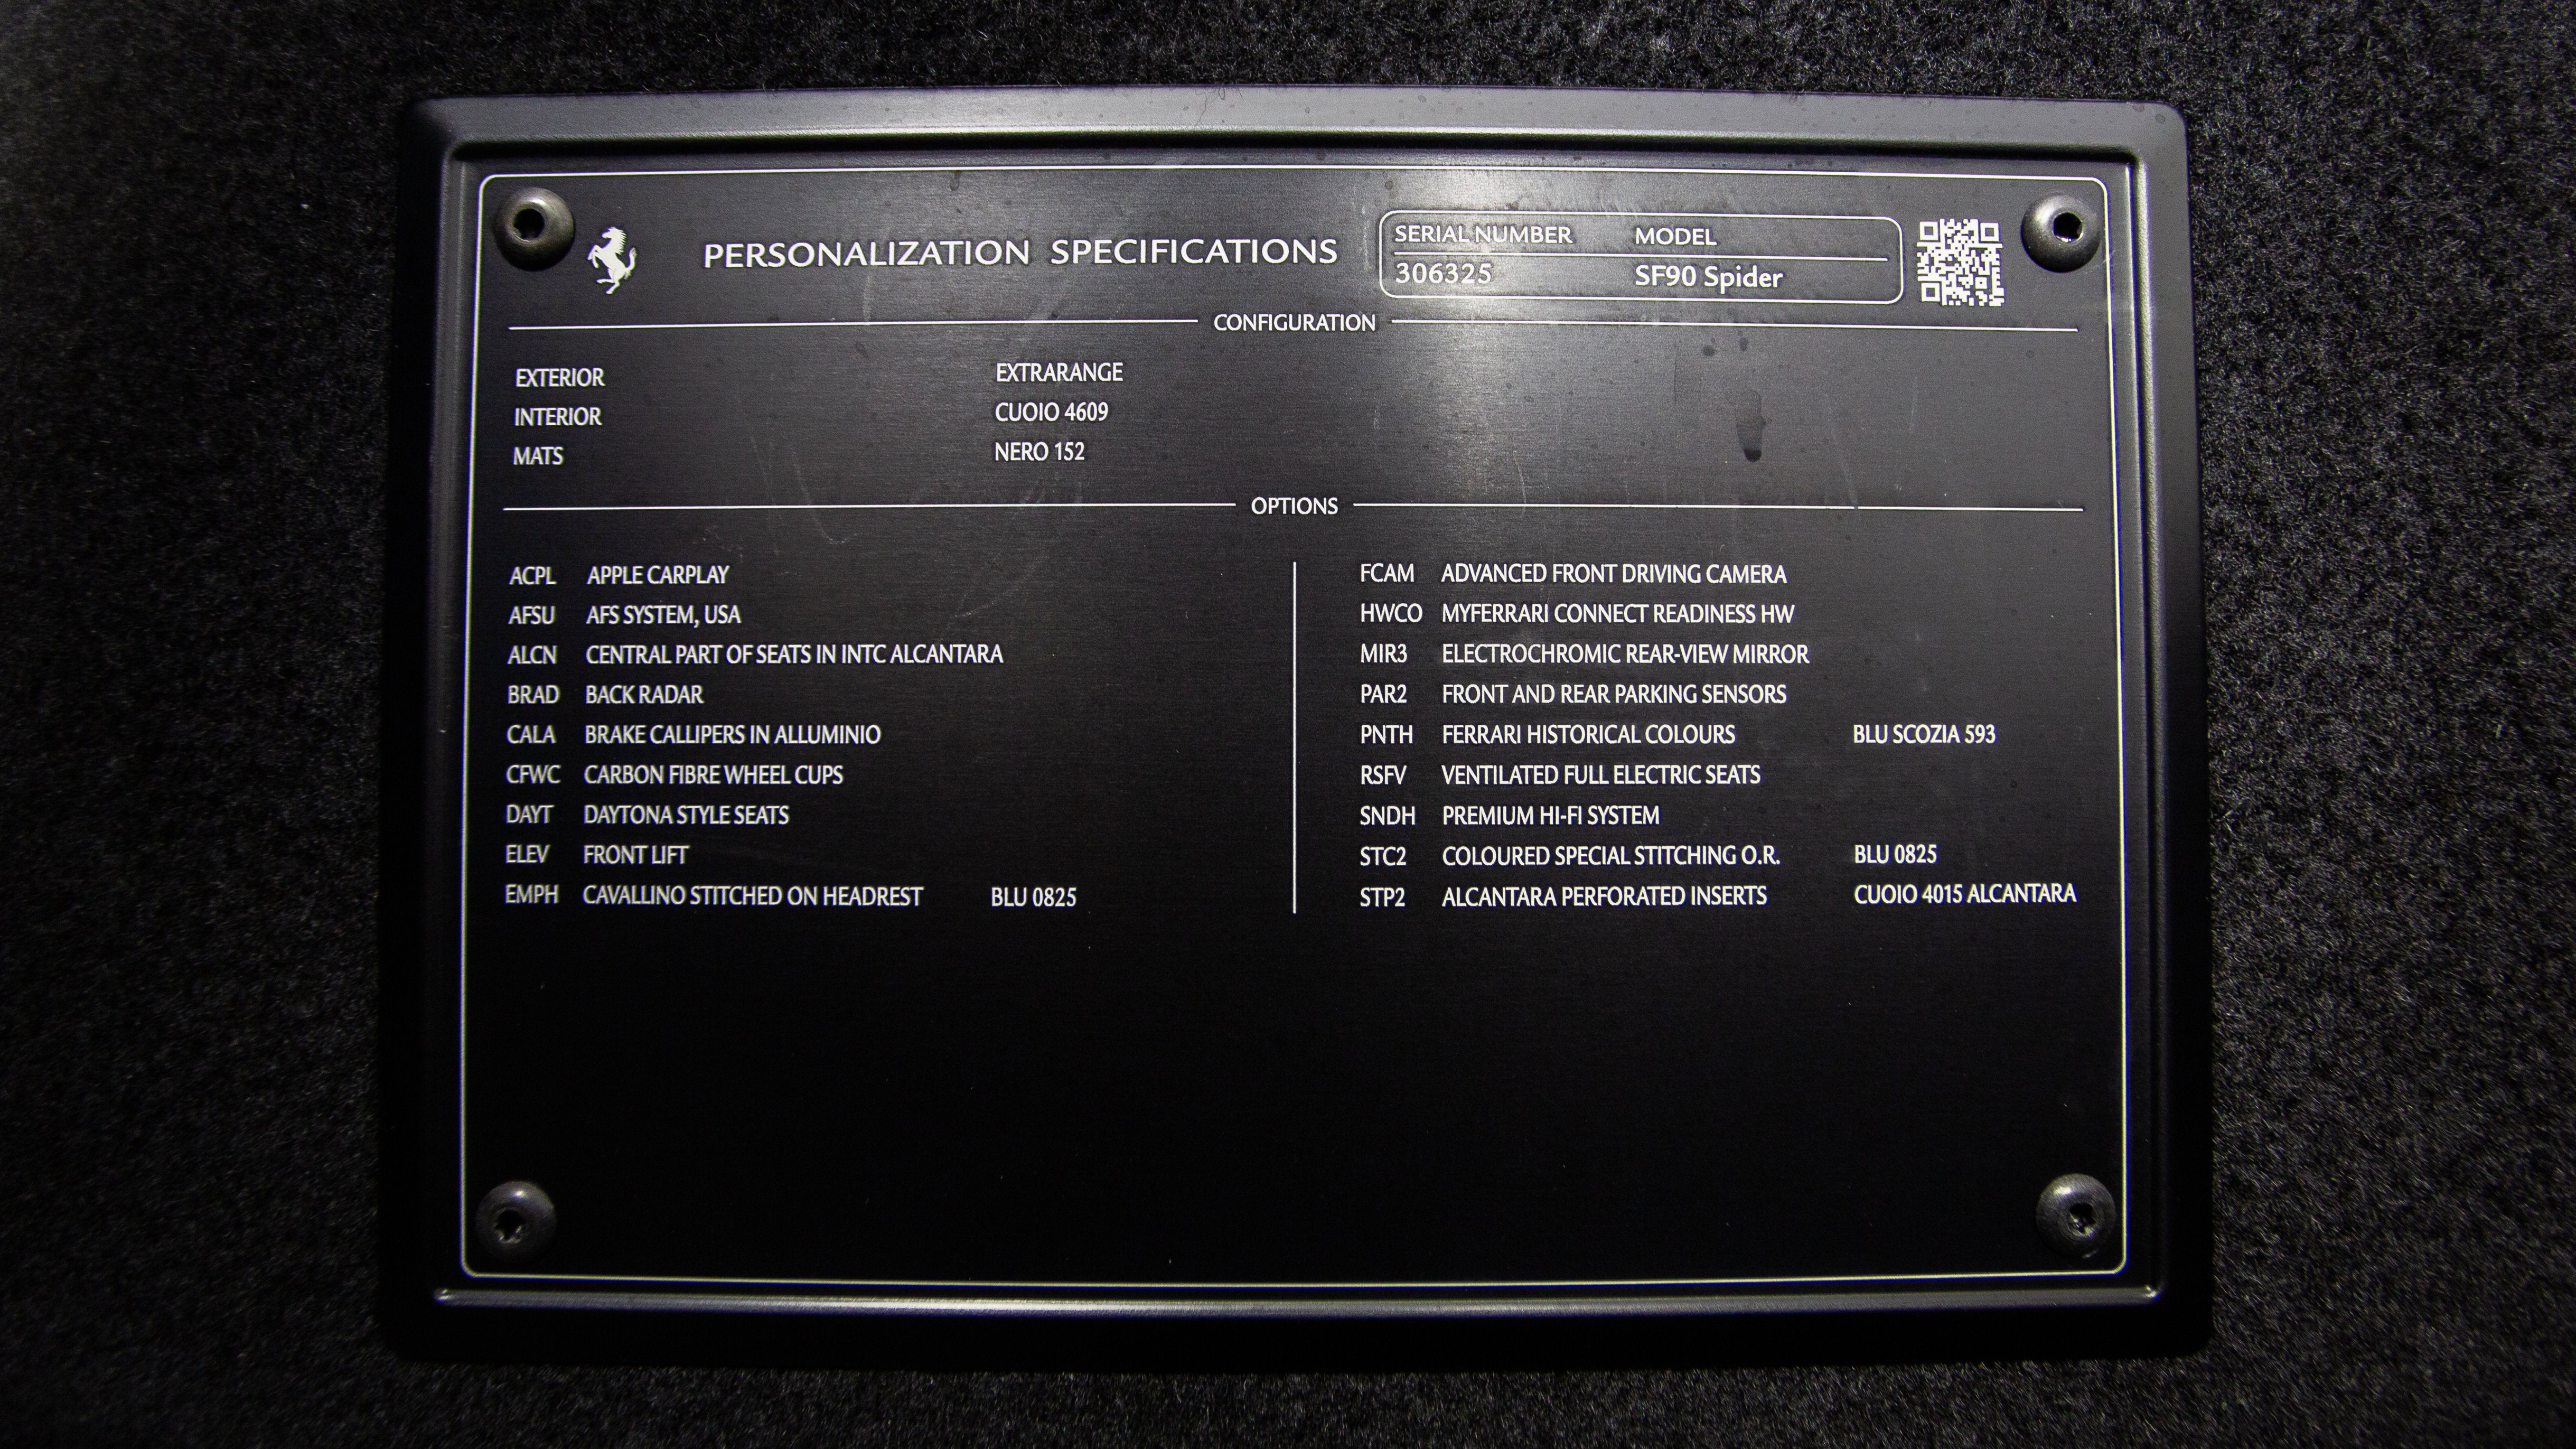 PERSONALIZATION SPECIFICATIONS
SERIAL NUMBER MODEL
306325 SF90 Spider
CONFIGURATION
EXTERIOR EXTRARANGE
INTERIOR CUOIO 4609
MATS NERO 152
OPTIONS
ACPL APPLE CARPLAY
AFSU AFS SYSTEM, USA
ALCN CENTRAL PART OF SEATS IN INTC ALCANTARA
BRAD BACK RADAR
CALA BRAKE CALLIPERS IN ALLUMINIO
CFWC CARBON FIBRE WHEEL CUPS
DAYT DAYTONA STYLE SEATS
ELEV FRONT LIFT
EMPH CAVALLINO STITCHED ON HEADREST BLU 0825
FCAM ADVANCED FRONT DRIVING CAMERA
HWCO MYFERRARI CONNECT READINESS HW
MIR3 ELECTROCHROMIC REAR-VIEW MIRROR
PAR2 FRONT AND REAR PARKING SENSORS
PNTH FERRARI HISTORICAL COLOURS BLU SCOZIA 593
RSFV VENTILATED FULL ELECTRIC SEATS
SNDH PREMIUM HI-FI SYSTEM
STC2 COLOURED SPECIAL STITCHING O.R. BLU 0825
STP2 ALCANTARA PERFORATED INSERTS CUOIO 4015 ALCANTARA